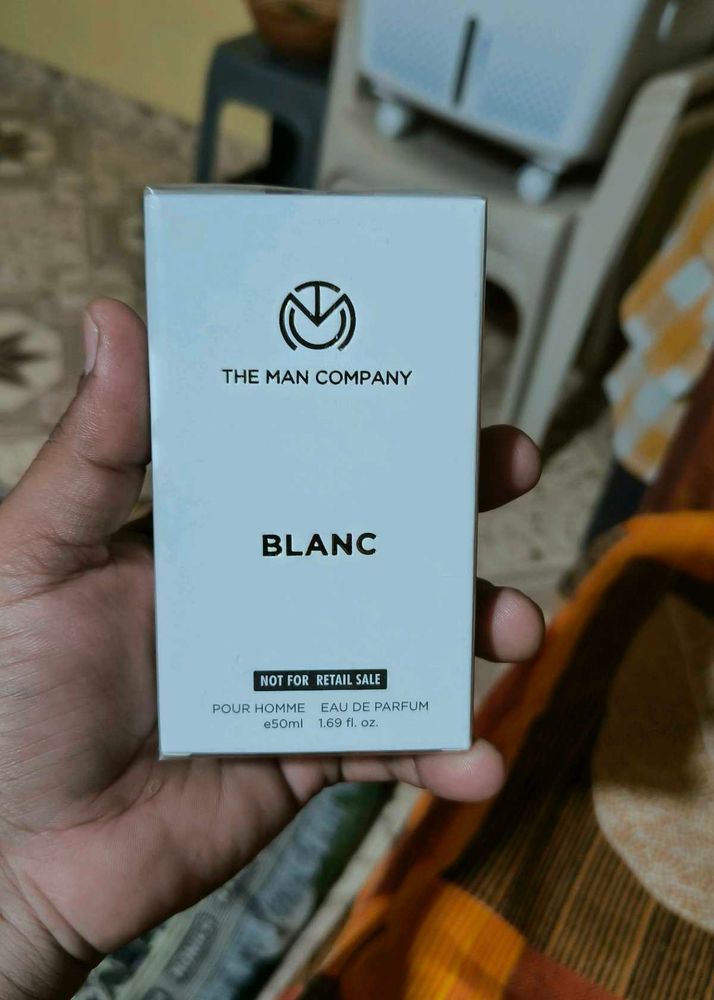 THE MAN COMPANY
BLANC
NOT FOR RETAIL SALE
POUR HOMME EAU DE PARFUM
e50ml 1.69 fl. oz.